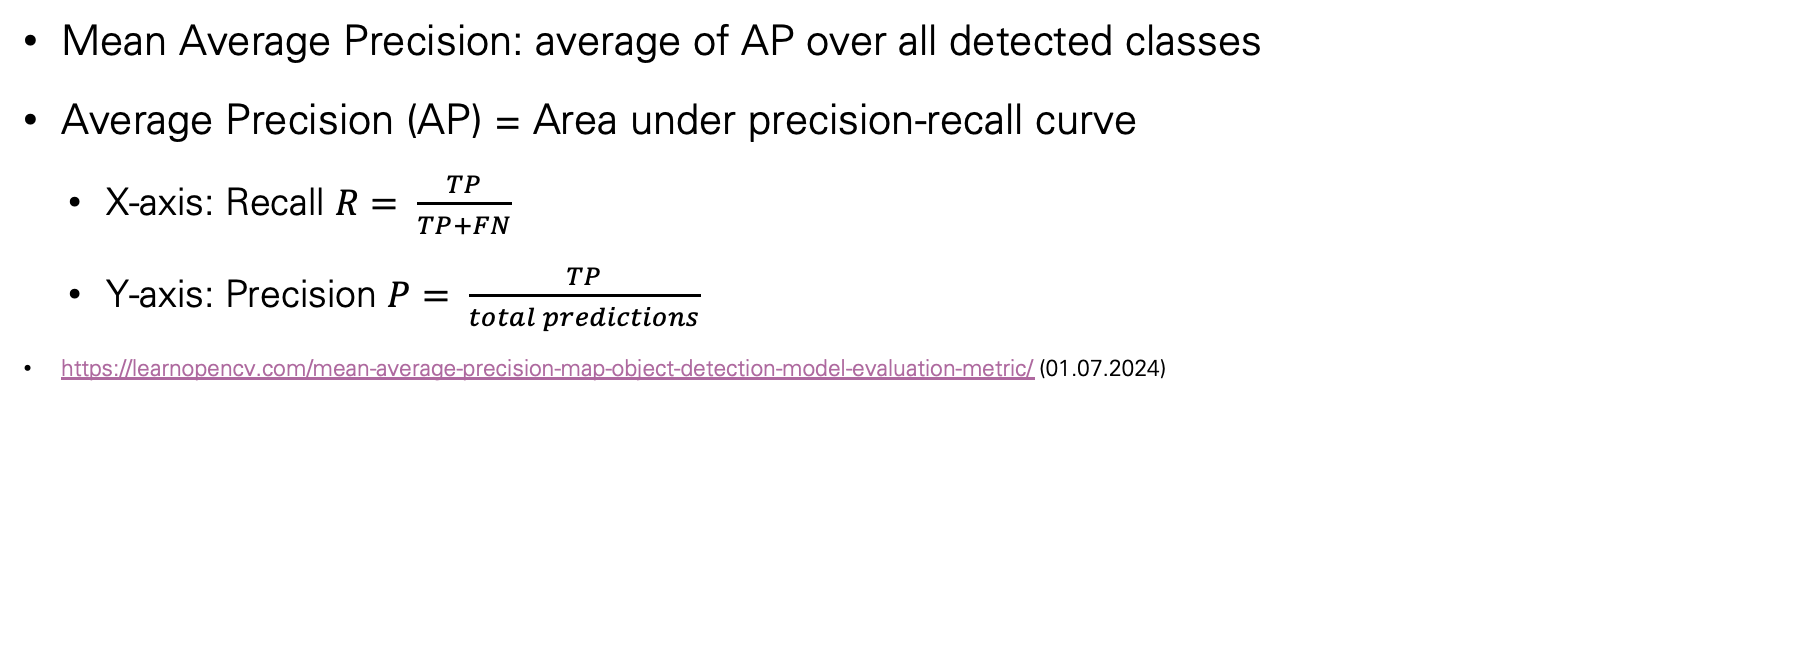 • Mean Average Precision: average of AP over all detected classes
• Average Precision (AP) = Area under precision-recall curve
• X-axis: Recall R = TP / TP+FN
• Y-axis: Precision P = TP / total predictions
• https://learnopencv.com/mean-average-precision-map-object-detection-model-evaluation-metric/ (01.07.2024)